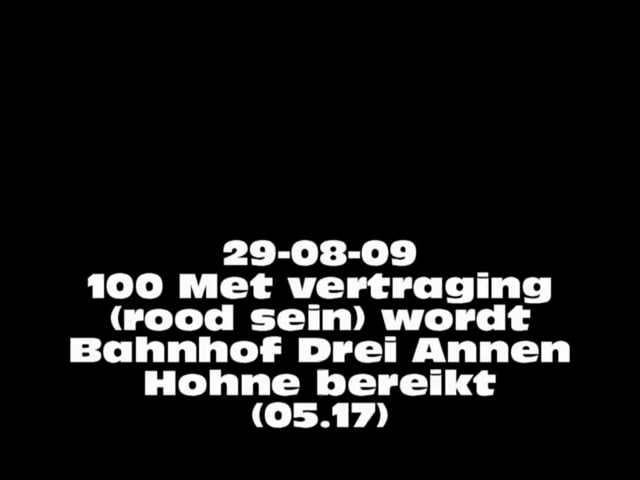 29-08-09
100 Met vertraging
(rood sein) wordt
Bahnhof Drei Annen
Hohne bereikt
(05.17)